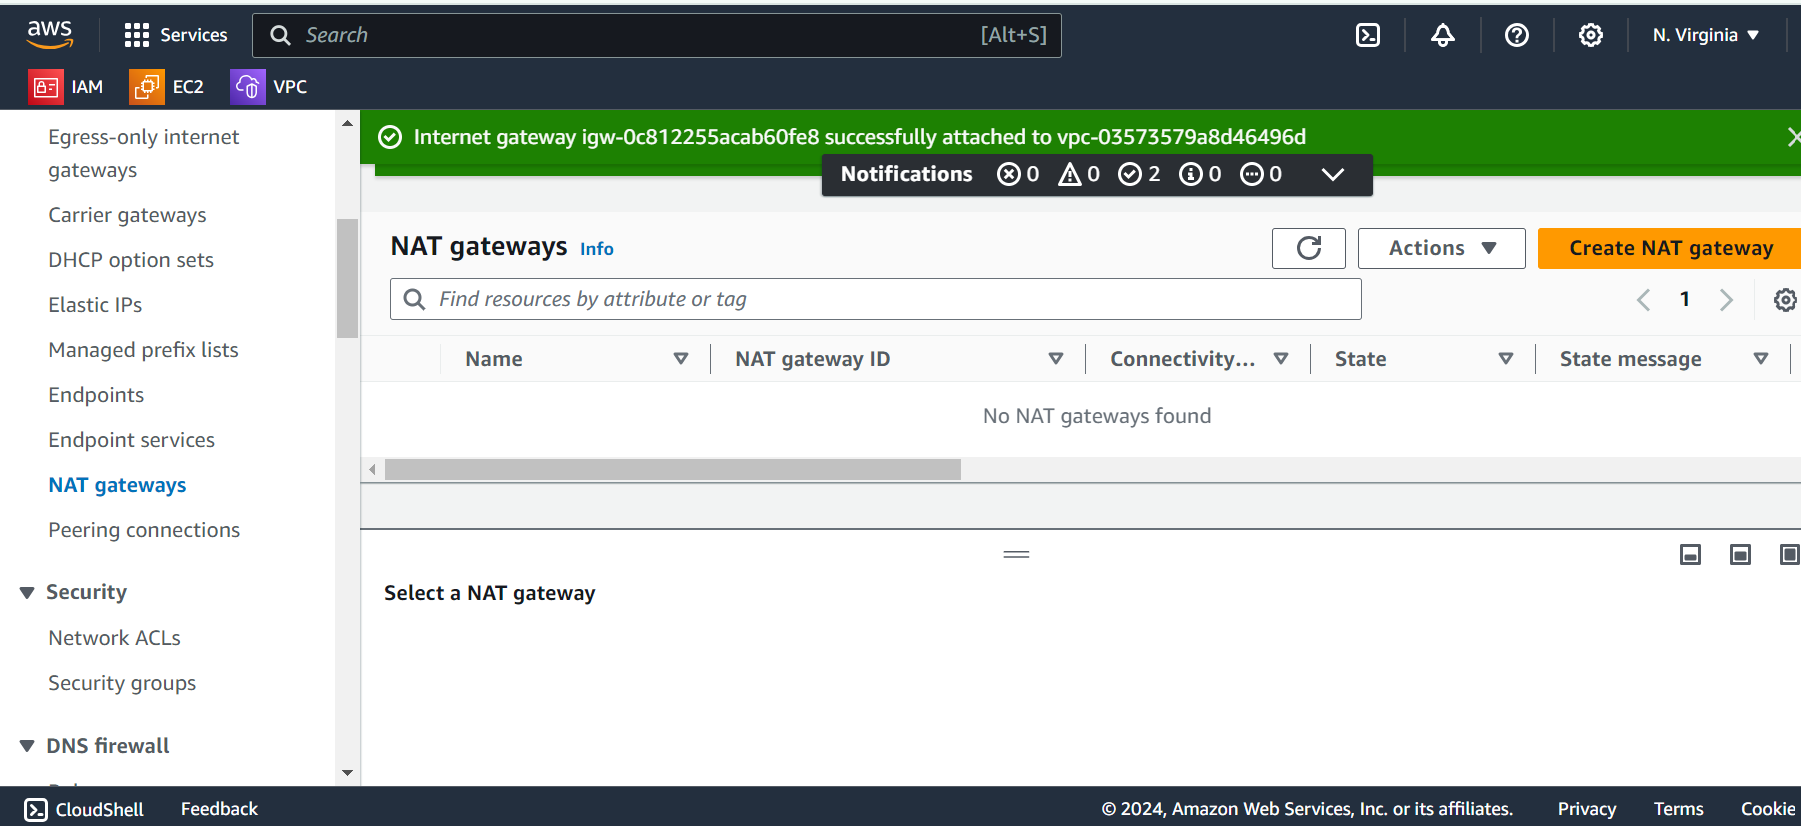 aws
Services
Search [Alt+S]
N. Virginia
IAM EC2 VPC
Egress-only internet
gateways
Carrier gateways
DHCP option sets
Elastic IPs
Managed prefix lists
Endpoints
Endpoint services
NAT gateways
Peering connections
Security
Network ACLs
Security groups
DNS firewall
Internet gateway igw-0c812255acab60fe8 successfully attached to vpc-03573579a8d46496d
Notifications 0 0 2 0 0
NAT gateways Info
Actions
Create NAT gateway
Find resources by attribute or tag
1
Name NAT gateway ID Connectivity... State State message
No NAT gateways found
Select a NAT gateway
CloudShell Feedback © 2024, Amazon Web Services, Inc. or its affiliates. Privacy Terms Cookie